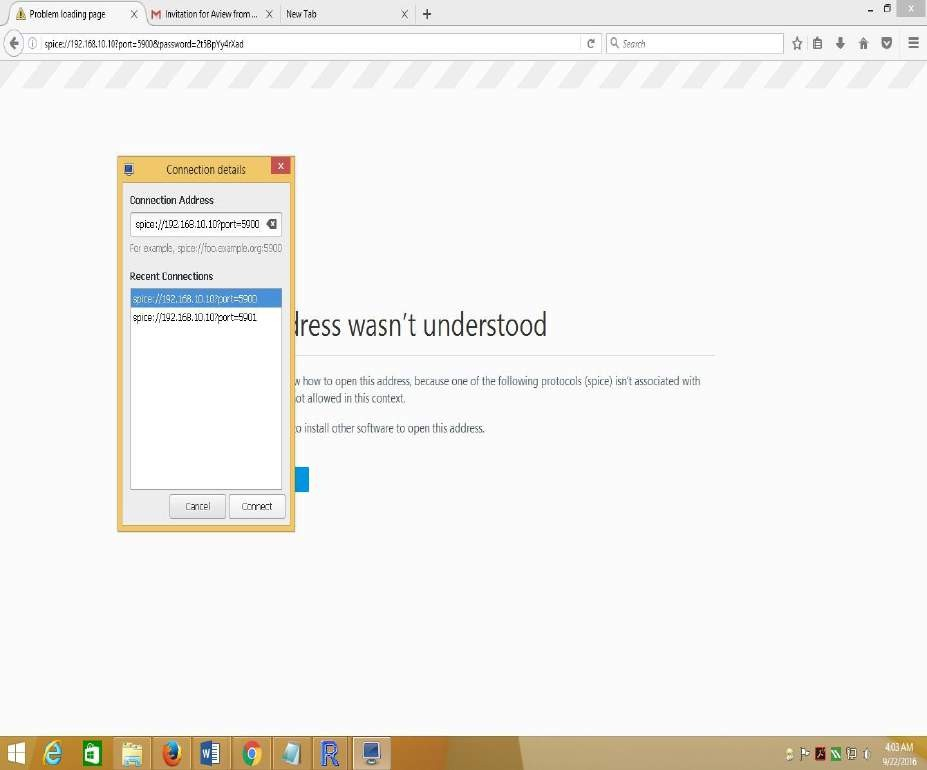 Problem loading page
Invitation for Aview from...
New Tab
spice://192.168.10.10?port=5900&password=2t5BpYy4rXad
Search
Connection details
Connection Address
spice://192.168.10.10?port=5900
For example, spice://foo.example.org:5900
Recent Connections
spice://192.168.10.10?port=5900
spice://192.168.10.10?port=5901
dress wasn't understood
w how to open this address, because one of the following protocols (spice) isn't associated with
not allowed in this context.
to install other software to open this address.
Cancel
Connect
4:03 AM
9/22/2016